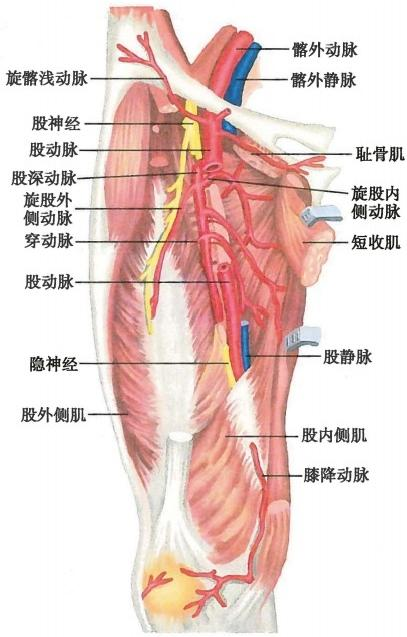 髂外动脉
旋髂浅动脉
髂外静脉
股神经
股动脉
耻骨肌
股深动脉
旋股内
侧动脉
旋股外
侧动脉
穿动脉
短收肌
股动脉
股静脉
隐神经
股外侧肌
股内侧肌
膝降动脉